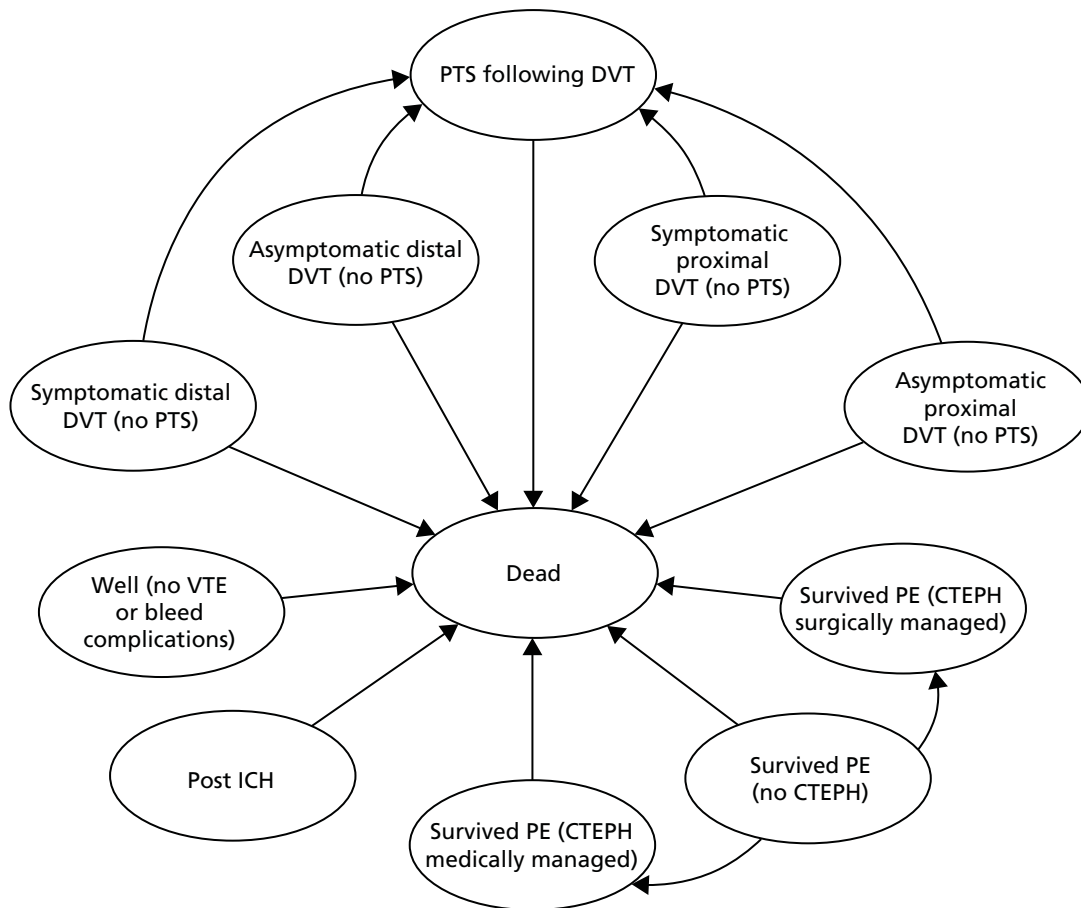 PTS following DVT
Asymptomatic distal
DVT (no PTS)
Symptomatic
proximal
DVT (no PTS)
Symptomatic distal
DVT (no PTS)
Asymptomatic
proximal
DVT (no PTS)
Dead
Well (no VTE
or bleed
complications)
Survived PE (CTEPH
surgically managed)
Post ICH
Survived PE
(no CTEPH)
Survived PE (CTEPH
medically managed)